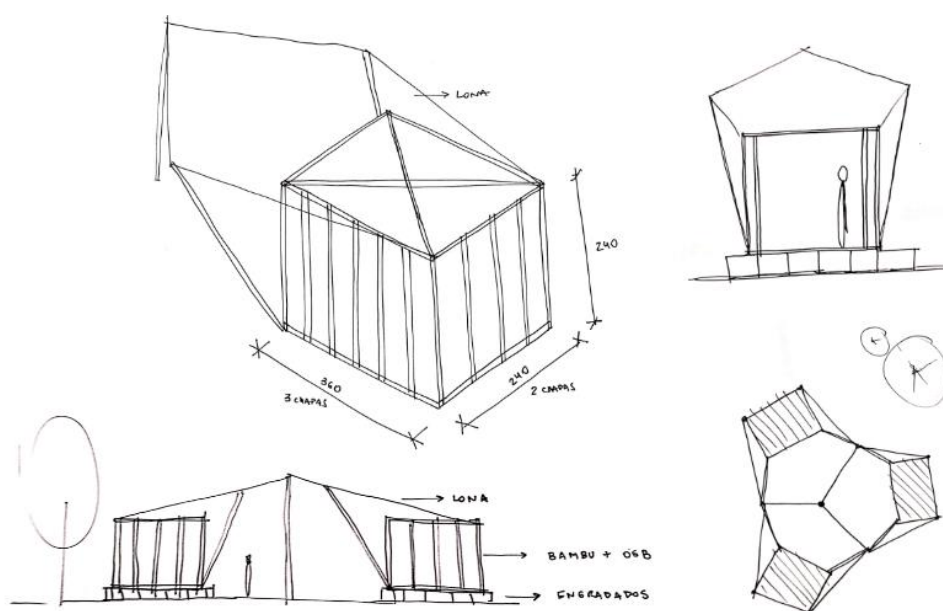 → LONA
240
360
3 CHAPAS
240
2 CHAPAS
→ LONA
→ BAMBU + OSB
→ ENGRADADOS